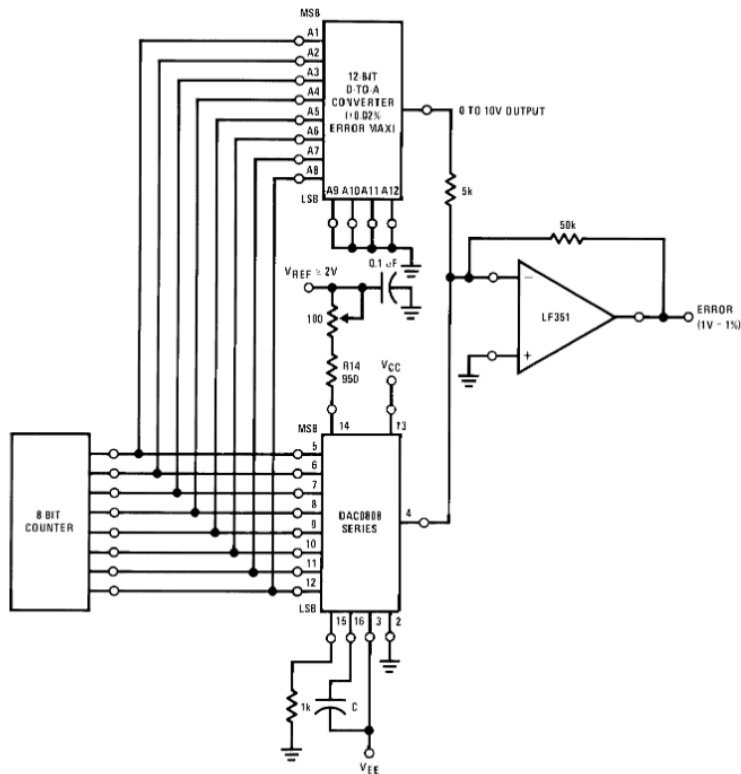 MSB
A1
A2
A3
A4
A5
A6
A7
A8
LSB
12-BIT
D-TO-A
CONVERTER
(±0.02%
ERROR MAX)
A9 A10 A11 A12
0 TO 10V OUTPUT
5k
50k
0.1 µF
VREF = 2V
100
R14
950
VCC
LF351
ERROR
(1V = 1%)
MSB
14
13
5
6
7
8
9
10
11
12
LSB
8 BIT
COUNTER
DAC0808
SERIES
4
15
16
3
2
1k
C
VEE